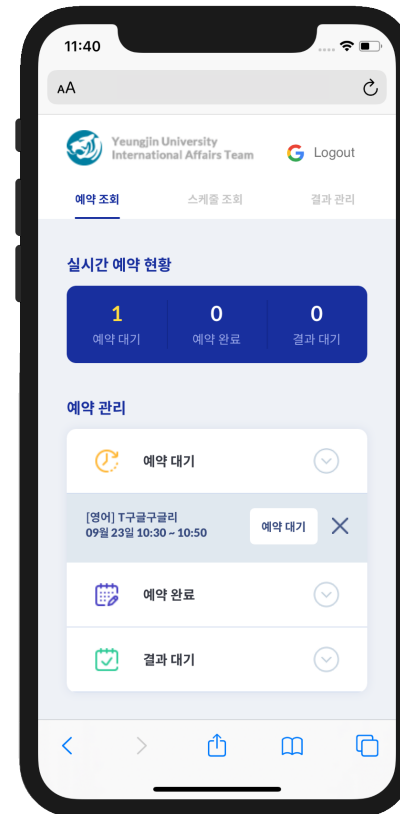 11:40
AA
Yeungjin University
International Affairs Team
Logout
예약 조회
스케줄 조회
결과 관리
실시간 예약 현황
1
0
0
예약 대기
예약 완료
결과 대기
예약 관리
예약 대기
[영어] T구글구글리
09월 23일 10:30 ~ 10:50
예약 대기
예약 완료
결과 대기